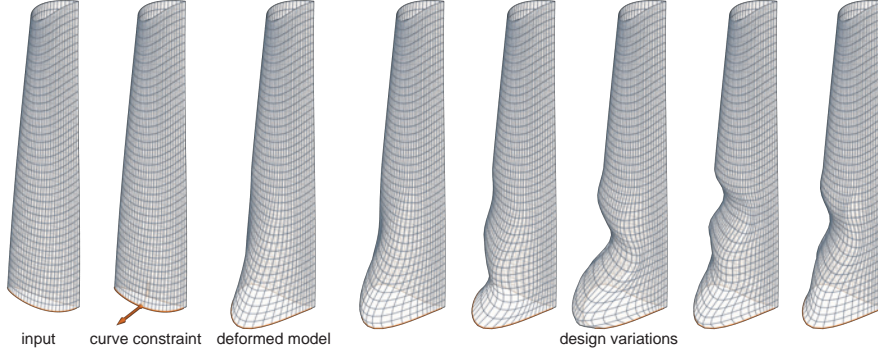 input
curve constraint
deformed model
design variations